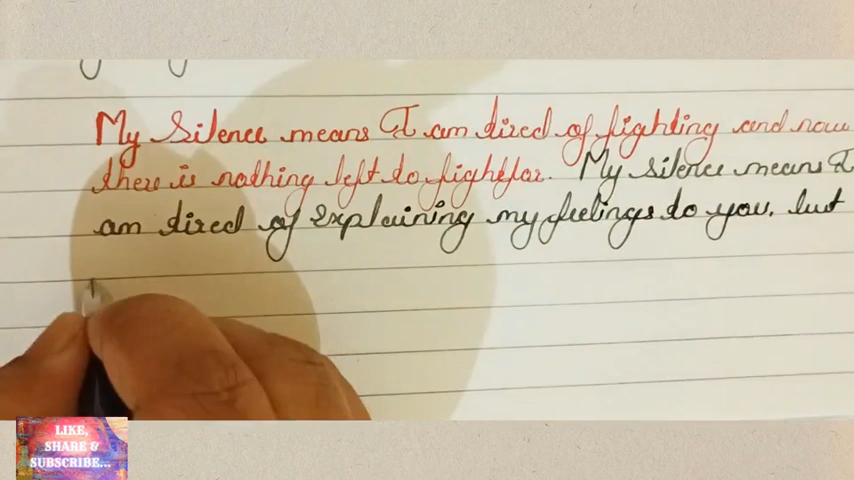 My Silence means I am tired of fighting and now
there is nothing left to fight for. My silence means I
am tired of explaining my feelings to you, but
LIKE,
SHARE &
SUBSCRIBE...